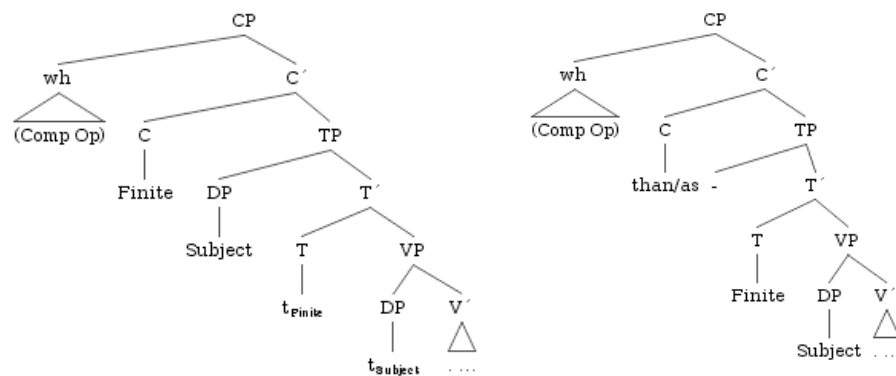 CP
wh C´
(Comp Op) C TP
Finite DP T´
Subject T VP
t_Finite DP V´
t_Subject . ...
CP
wh C´
(Comp Op) C TP
than/as - T´
T VP
Finite DP V´
Subject . ...